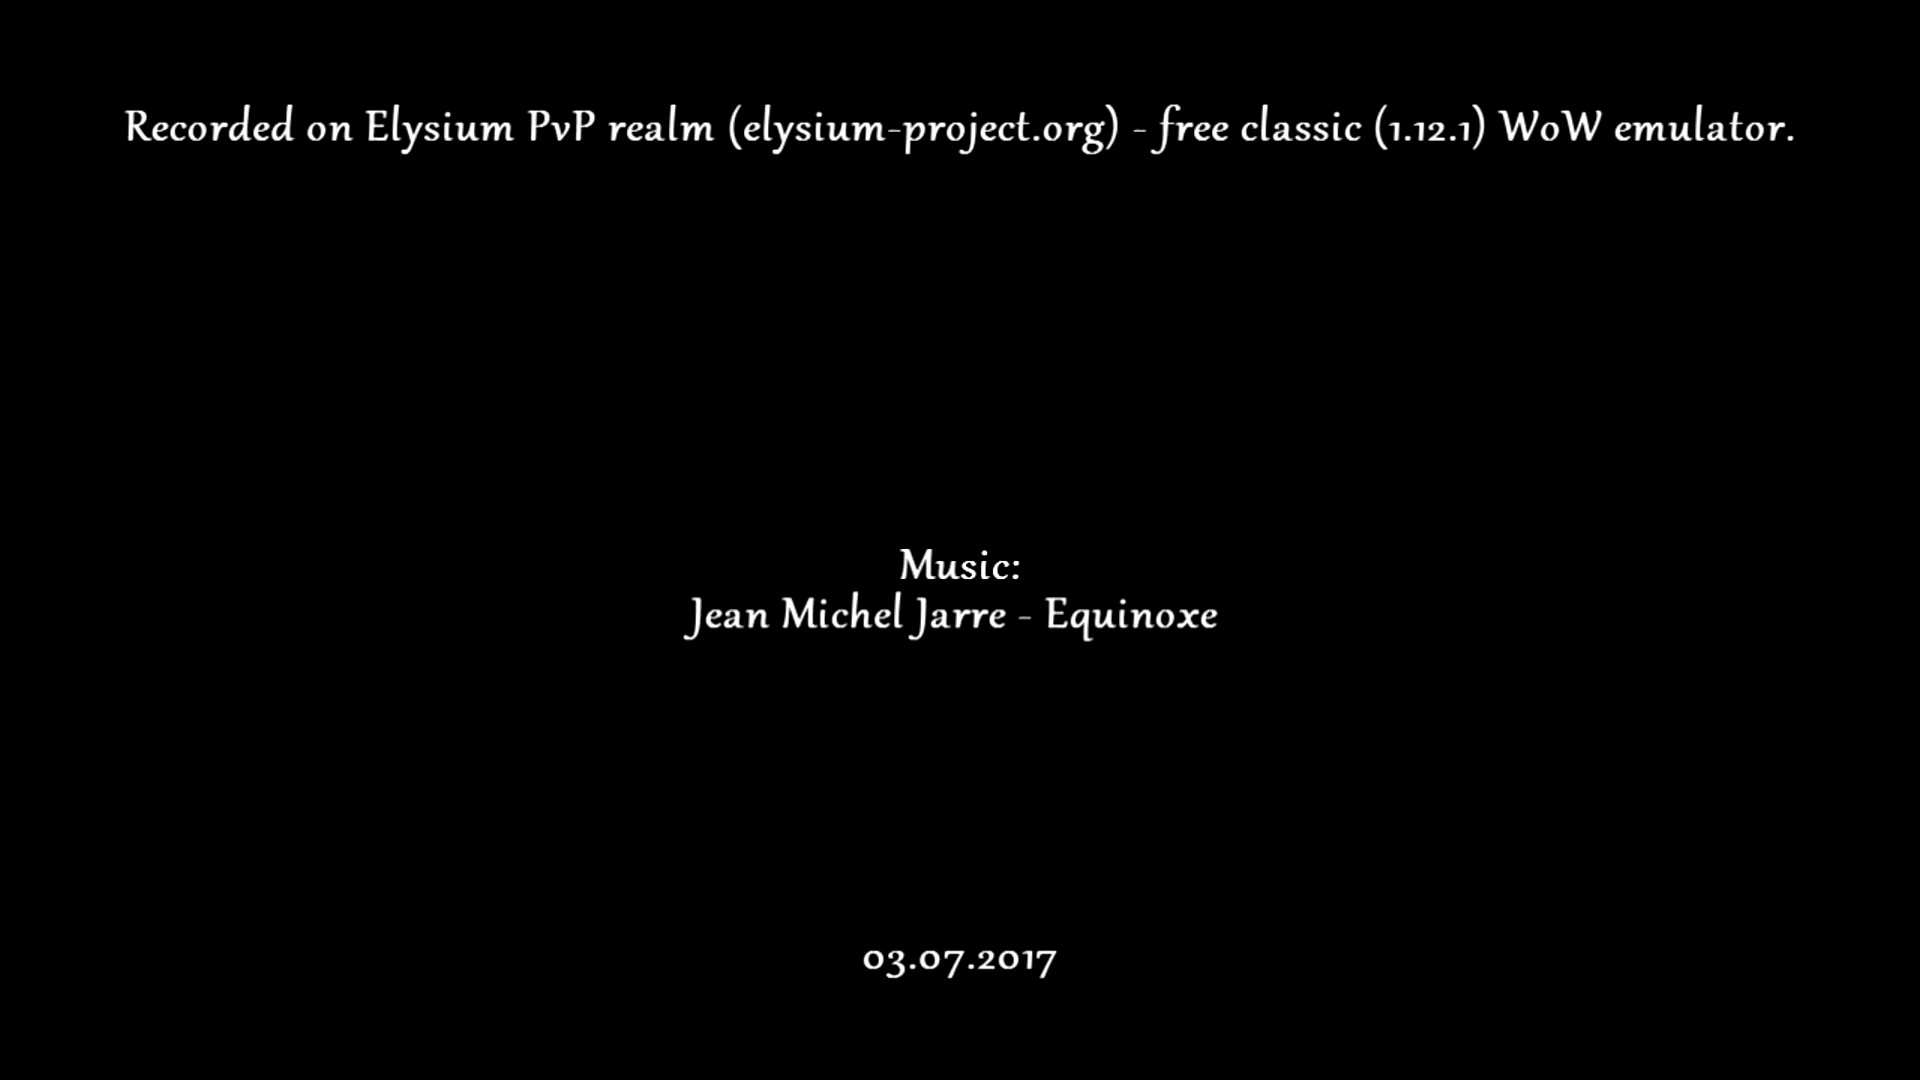 Recorded on Elysium PvP realm (elysium-project.org) - free classic (1.12.1) WoW emulator.
Music:
Jean Michel Jarre - Equinoxe
03.07.2017